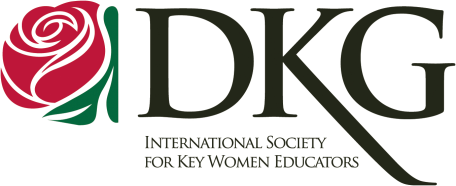 DKG
International Society
for Key Women Educators